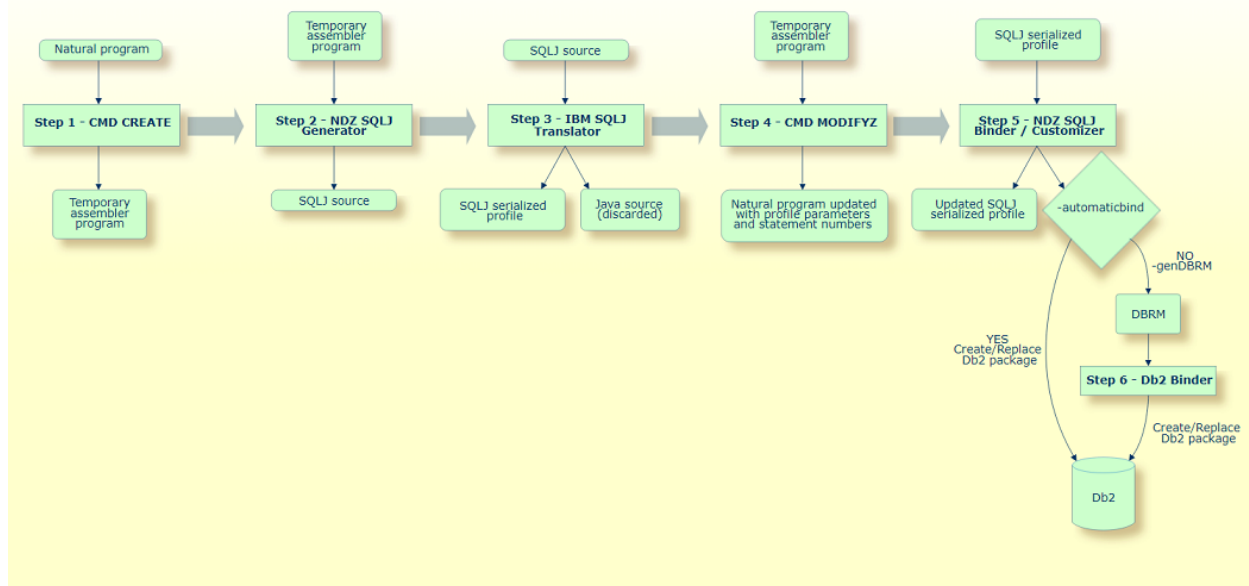 Natural program
Temporary
assembler
program
SQLJ source
Temporary
assembler
program
SQLJ serialized
profile
Step 1 - CMD CREATE
Step 2 - NDZ SQLJ
Generator
Step 3 - IBM SQLJ
Translator
Step 4 - CMD MODIFYZ
Step 5 - NDZ SQLJ
Binder / Customizer
Temporary
assembler
program
SQLJ source
SQLJ serialized
profile
Java source
(discarded)
Natural program updated
with profile parameters
and statement numbers
Updated SQLJ
serialized profile
-automaticbind
NO
-genDBRM
DBRM
YES
Create/Replace
Db2 package
Step 6 - Db2 Binder
Create/Replace
Db2 package
Db2